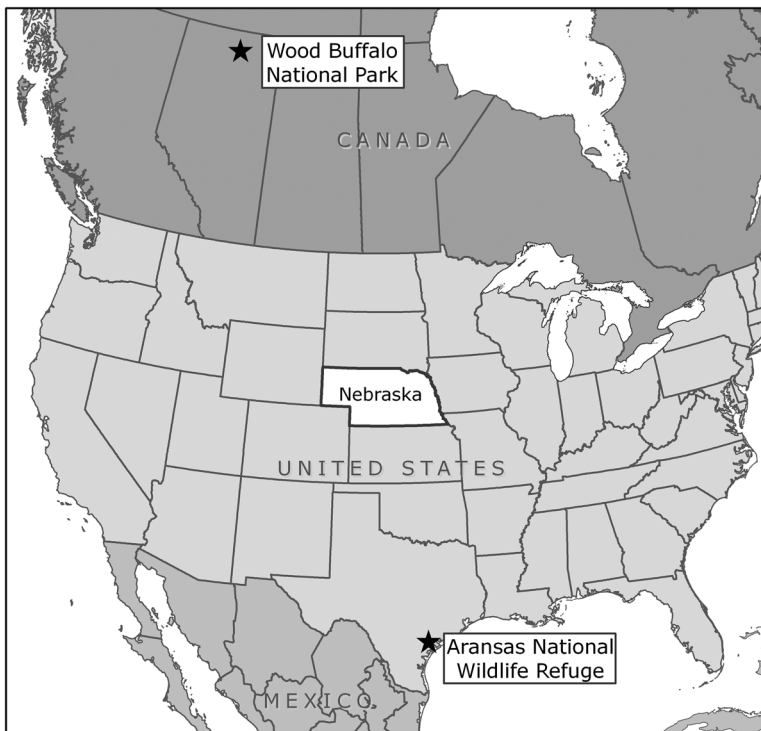 Wood Buffalo
National Park
CANADA
Nebraska
UNITED STATES
Aransas National
Wildlife Refuge
MEXICO